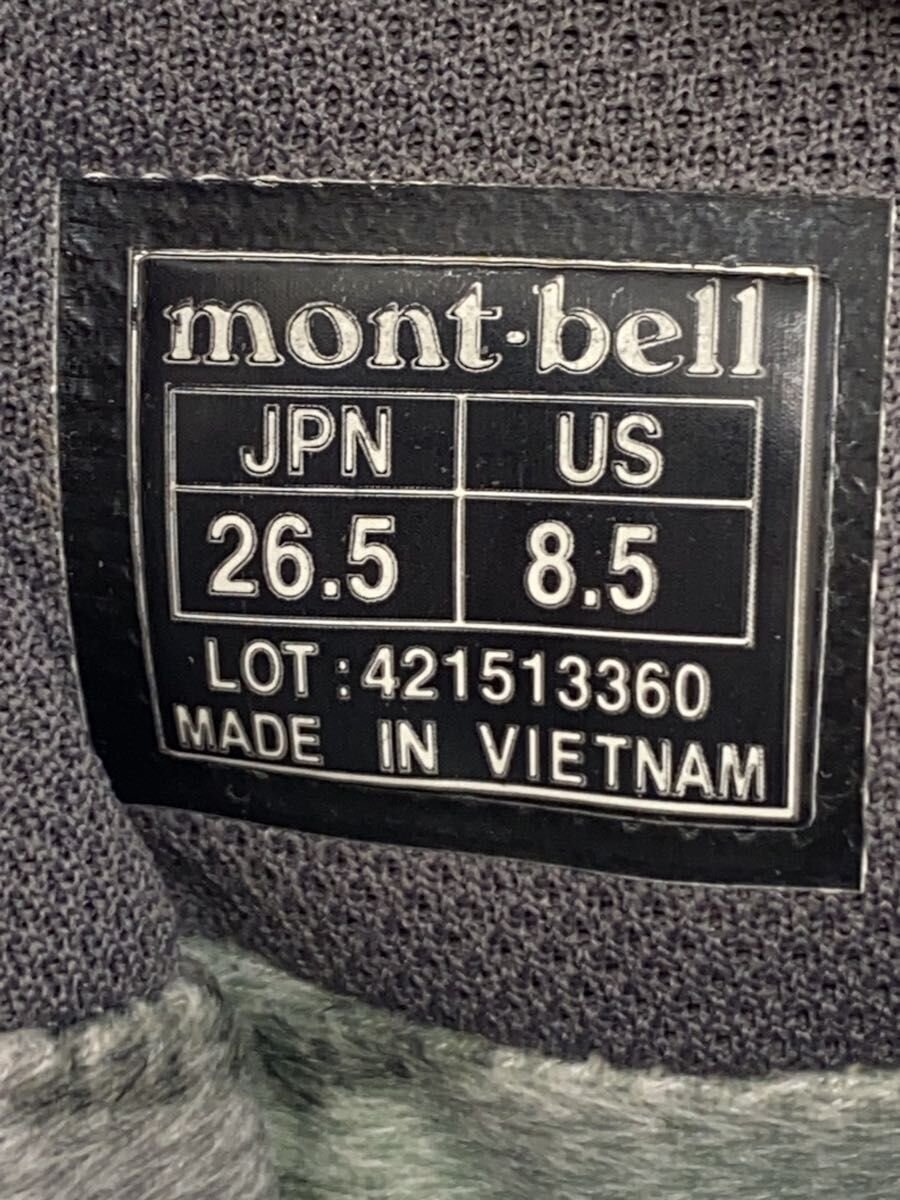 mont-bell
JPN US
26.5 8.5
LOT:421513360
MADE IN VIETNAM